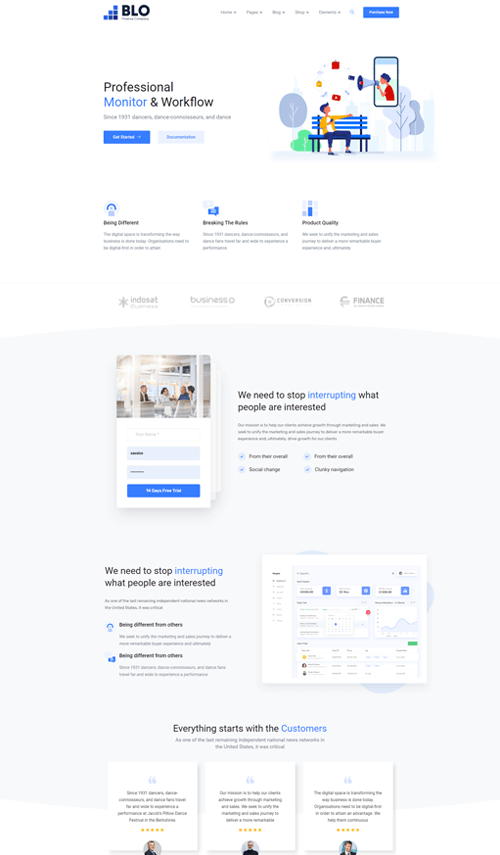 BLO
Finance Company
Home
Pages
Blog
Shop
Elements
Purchase Now
Professional
Monitor & Workflow
Since 1931 dancers, dance-connoisseurs, and dance
Get Started →
Documentation
Being Different
The digital space is transforming the way
business is done today. Organisations need to
be digital-first in order to attain
Breaking The Rules
Since 1931 dancers, dance-connoisseurs, and
dance fans travel far and wide to experience a
performance
Product Quality
We seek to unify the marketing and sales
journey to deliver a more remarkable buyer
experience and, ultimately
indosat
business
CONVERSION
FINANCE
Your Name *
14 Days Free Trial
We need to stop interrupting what
people are interested
Our mission is to help our clients achieve growth through marketing and sales. We
seek to unify the marketing and sales journey to deliver a more remarkable buyer
experience and, ultimately, drive growth for our clients
From their overall
From their overall
Social change
Clunky navigation
We need to stop interrupting
what people are interested
As one of the last remaining independent national news networks in
the United States, it was critical
Being different from others
We seek to unify the marketing and sales journey to deliver a
more remarkable buyer experience and ultimately
Being different from others
Since 1931 dancers, dance-connoisseurs, and dance fans
travel far and wide to experience a performance
Everything starts with the Customers
As one of the last remaining independent national news networks in
the United States, it was critical
Since 1931 dancers, dance-
connoisseurs, and dance fans travel
far and wide to experience a
performance at Jacob's Pillow Dance
Festival in the Berkshires
Our mission is to help our clients
achieve growth through marketing
and sales. We seek to unify the
marketing and sales journey to
deliver a more remarkable
The digital space is transforming the
way business is done today.
Organisations need to be digital-first
in order to attain advantage. We
help them continuous